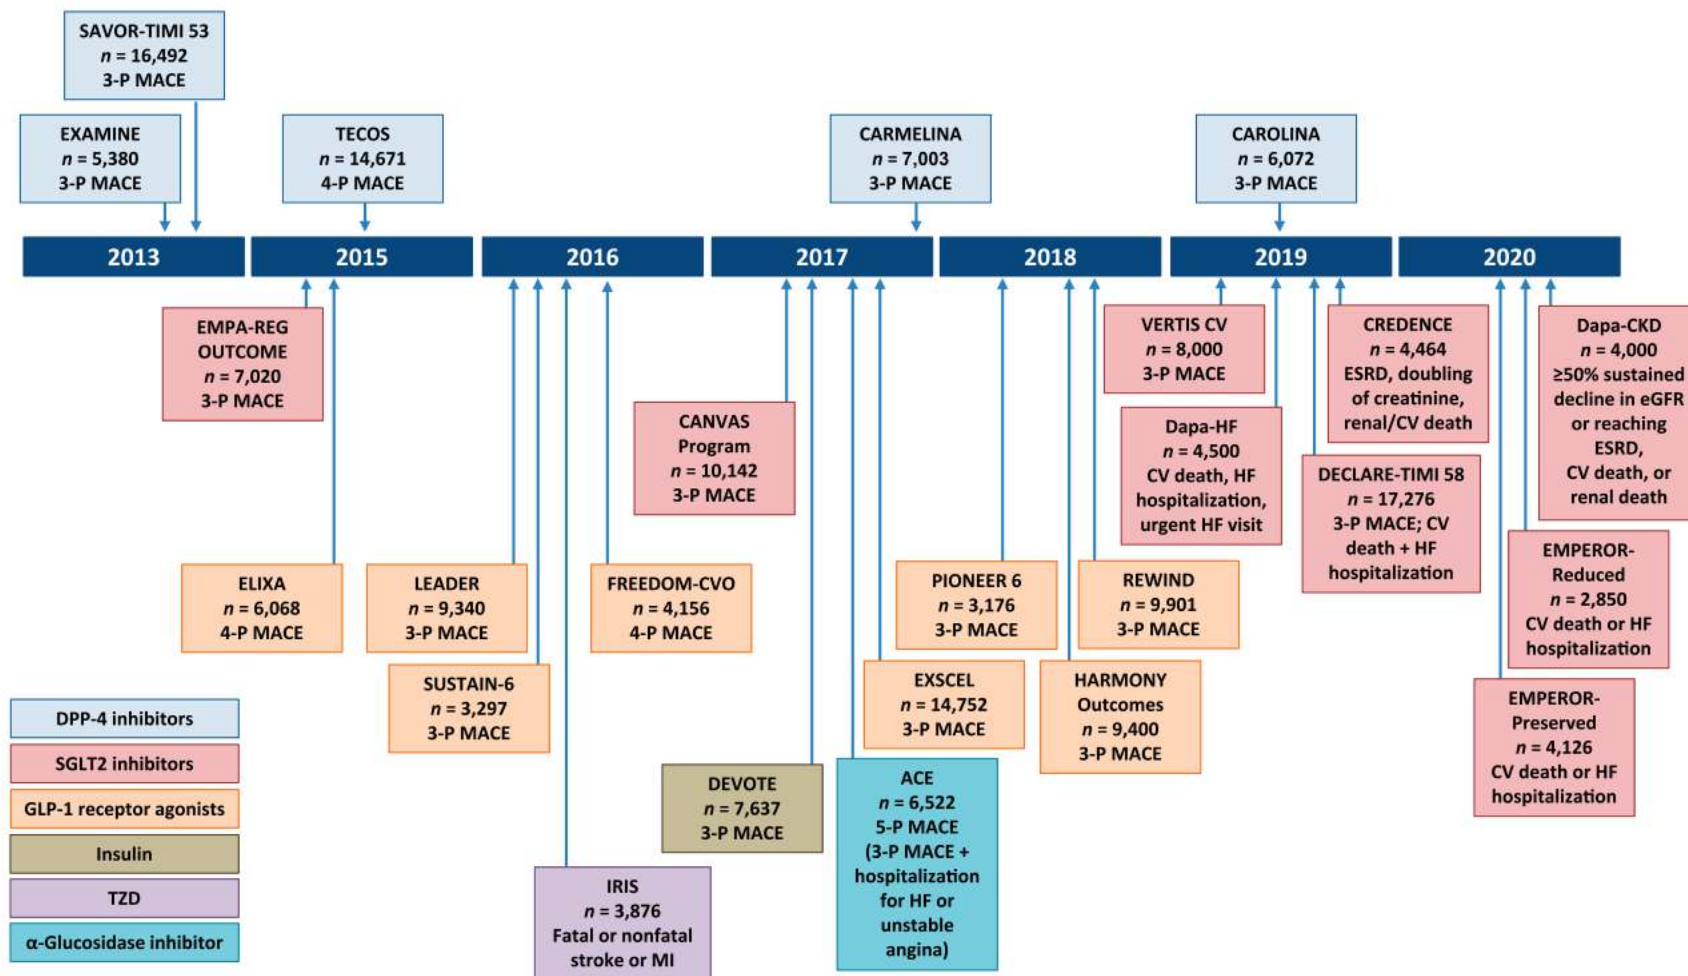 SAVOR-TIMI 53
n = 16,492
3-P MACE
EXAMINE
n = 5,380
3-P MACE
TECOS
n = 14,671
4-P MACE
CARMELINA
n = 7,003
3-P MACE
CAROLINA
n = 6,072
3-P MACE
2013
2015
2016
2017
2018
2019
2020
EMPA-REG
OUTCOME
n = 7,020
3-P MACE
CANVAS
Program
n = 10,142
3-P MACE
VERTIS CV
n = 8,000
3-P MACE
CREDENCE
n = 4,464
ESRD, doubling
of creatinine,
renal/CV death
Dapa-CKD
n = 4,000
≥50% sustained
decline in eGFR
or reaching
ESRD,
CV death, or
renal death
Dapa-HF
n = 4,500
CV death, HF
hospitalization,
urgent HF visit
DECLARE-TIMI 58
n = 17,276
3-P MACE; CV
death + HF
hospitalization
ELIXA
n = 6,068
4-P MACE
LEADER
n = 9,340
3-P MACE
FREEDOM-CVO
n = 4,156
4-P MACE
PIONEER 6
n = 3,176
3-P MACE
REWIND
n = 9,901
3-P MACE
EMPEROR-
Reduced
n = 2,850
CV death or HF
hospitalization
SUSTAIN-6
n = 3,297
3-P MACE
EXSCEL
n = 14,752
3-P MACE
HARMONY
Outcomes
n = 9,400
3-P MACE
EMPEROR-
Preserved
n = 4,126
CV death or HF
hospitalization
DEVOTE
n = 7,637
3-P MACE
ACE
n = 6,522
5-P MACE
(3-P MACE +
hospitalization
for HF or
unstable
angina)
IRIS
n = 3,876
Fatal or nonfatal
stroke or MI
DPP-4 inhibitors
SGLT2 inhibitors
GLP-1 receptor agonists
Insulin
TZD
α-Glucosidase inhibitor